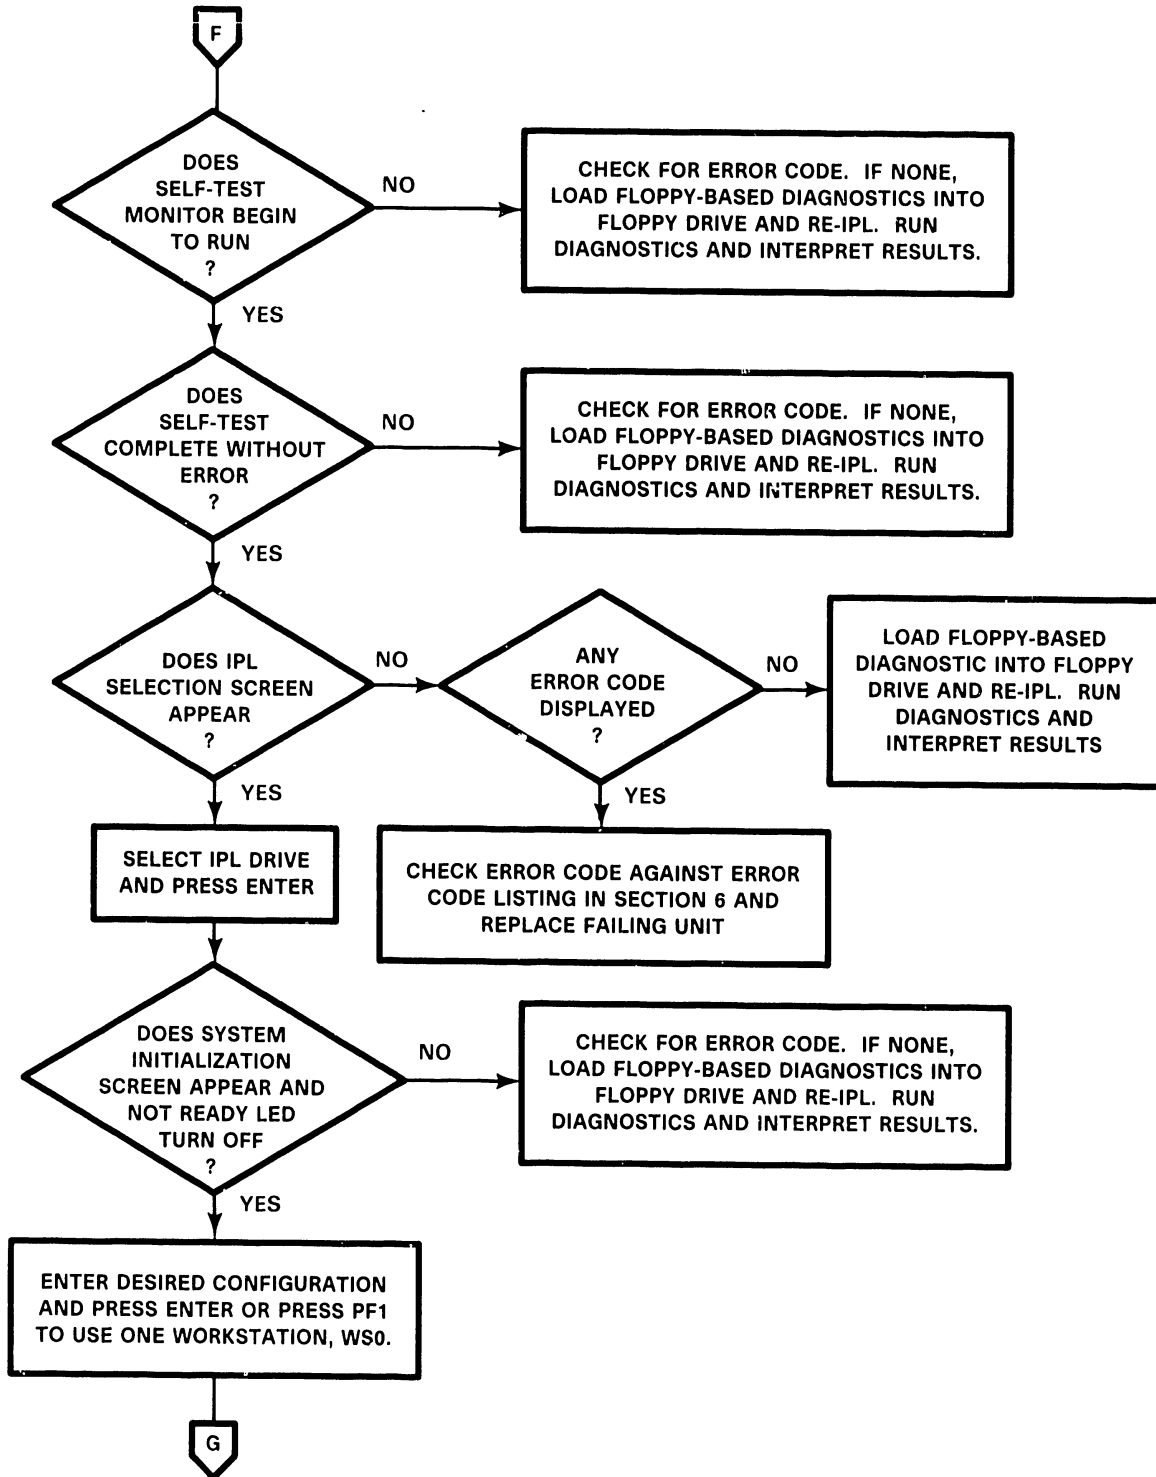 F
DOES
SELF-TEST
MONITOR BEGIN
TO RUN
?
NO
CHECK FOR ERROR CODE. IF NONE,
LOAD FLOPPY-BASED DIAGNOSTICS INTO
FLOPPY DRIVE AND RE-IPL. RUN
DIAGNOSTICS AND INTERPRET RESULTS.
YES
DOES
SELF-TEST
COMPLETE WITHOUT
ERROR
?
NO
CHECK FOR ERROR CODE. IF NONE,
LOAD FLOPPY-BASED DIAGNOSTICS INTO
FLOPPY DRIVE AND RE-IPL. RUN
DIAGNOSTICS AND INTERPRET RESULTS.
YES
DOES IPL
SELECTION SCREEN
APPEAR
?
NO
ANY
ERROR CODE
DISPLAYED
?
NO
LOAD FLOPPY-BASED
DIAGNOSTIC INTO FLOPPY
DRIVE AND RE-IPL. RUN
DIAGNOSTICS AND
INTERPRET RESULTS
YES
YES
SELECT IPL DRIVE
AND PRESS ENTER
CHECK ERROR CODE AGAINST ERROR
CODE LISTING IN SECTION 6 AND
REPLACE FAILING UNIT
DOES SYSTEM
INITIALIZATION
SCREEN APPEAR AND
NOT READY LED
TURN OFF
?
NO
CHECK FOR ERROR CODE. IF NONE,
LOAD FLOPPY-BASED DIAGNOSTICS INTO
FLOPPY DRIVE AND RE-IPL. RUN
DIAGNOSTICS AND INTERPRET RESULTS.
YES
ENTER DESIRED CONFIGURATION
AND PRESS ENTER OR PRESS PF1
TO USE ONE WORKSTATION, WS0.
G